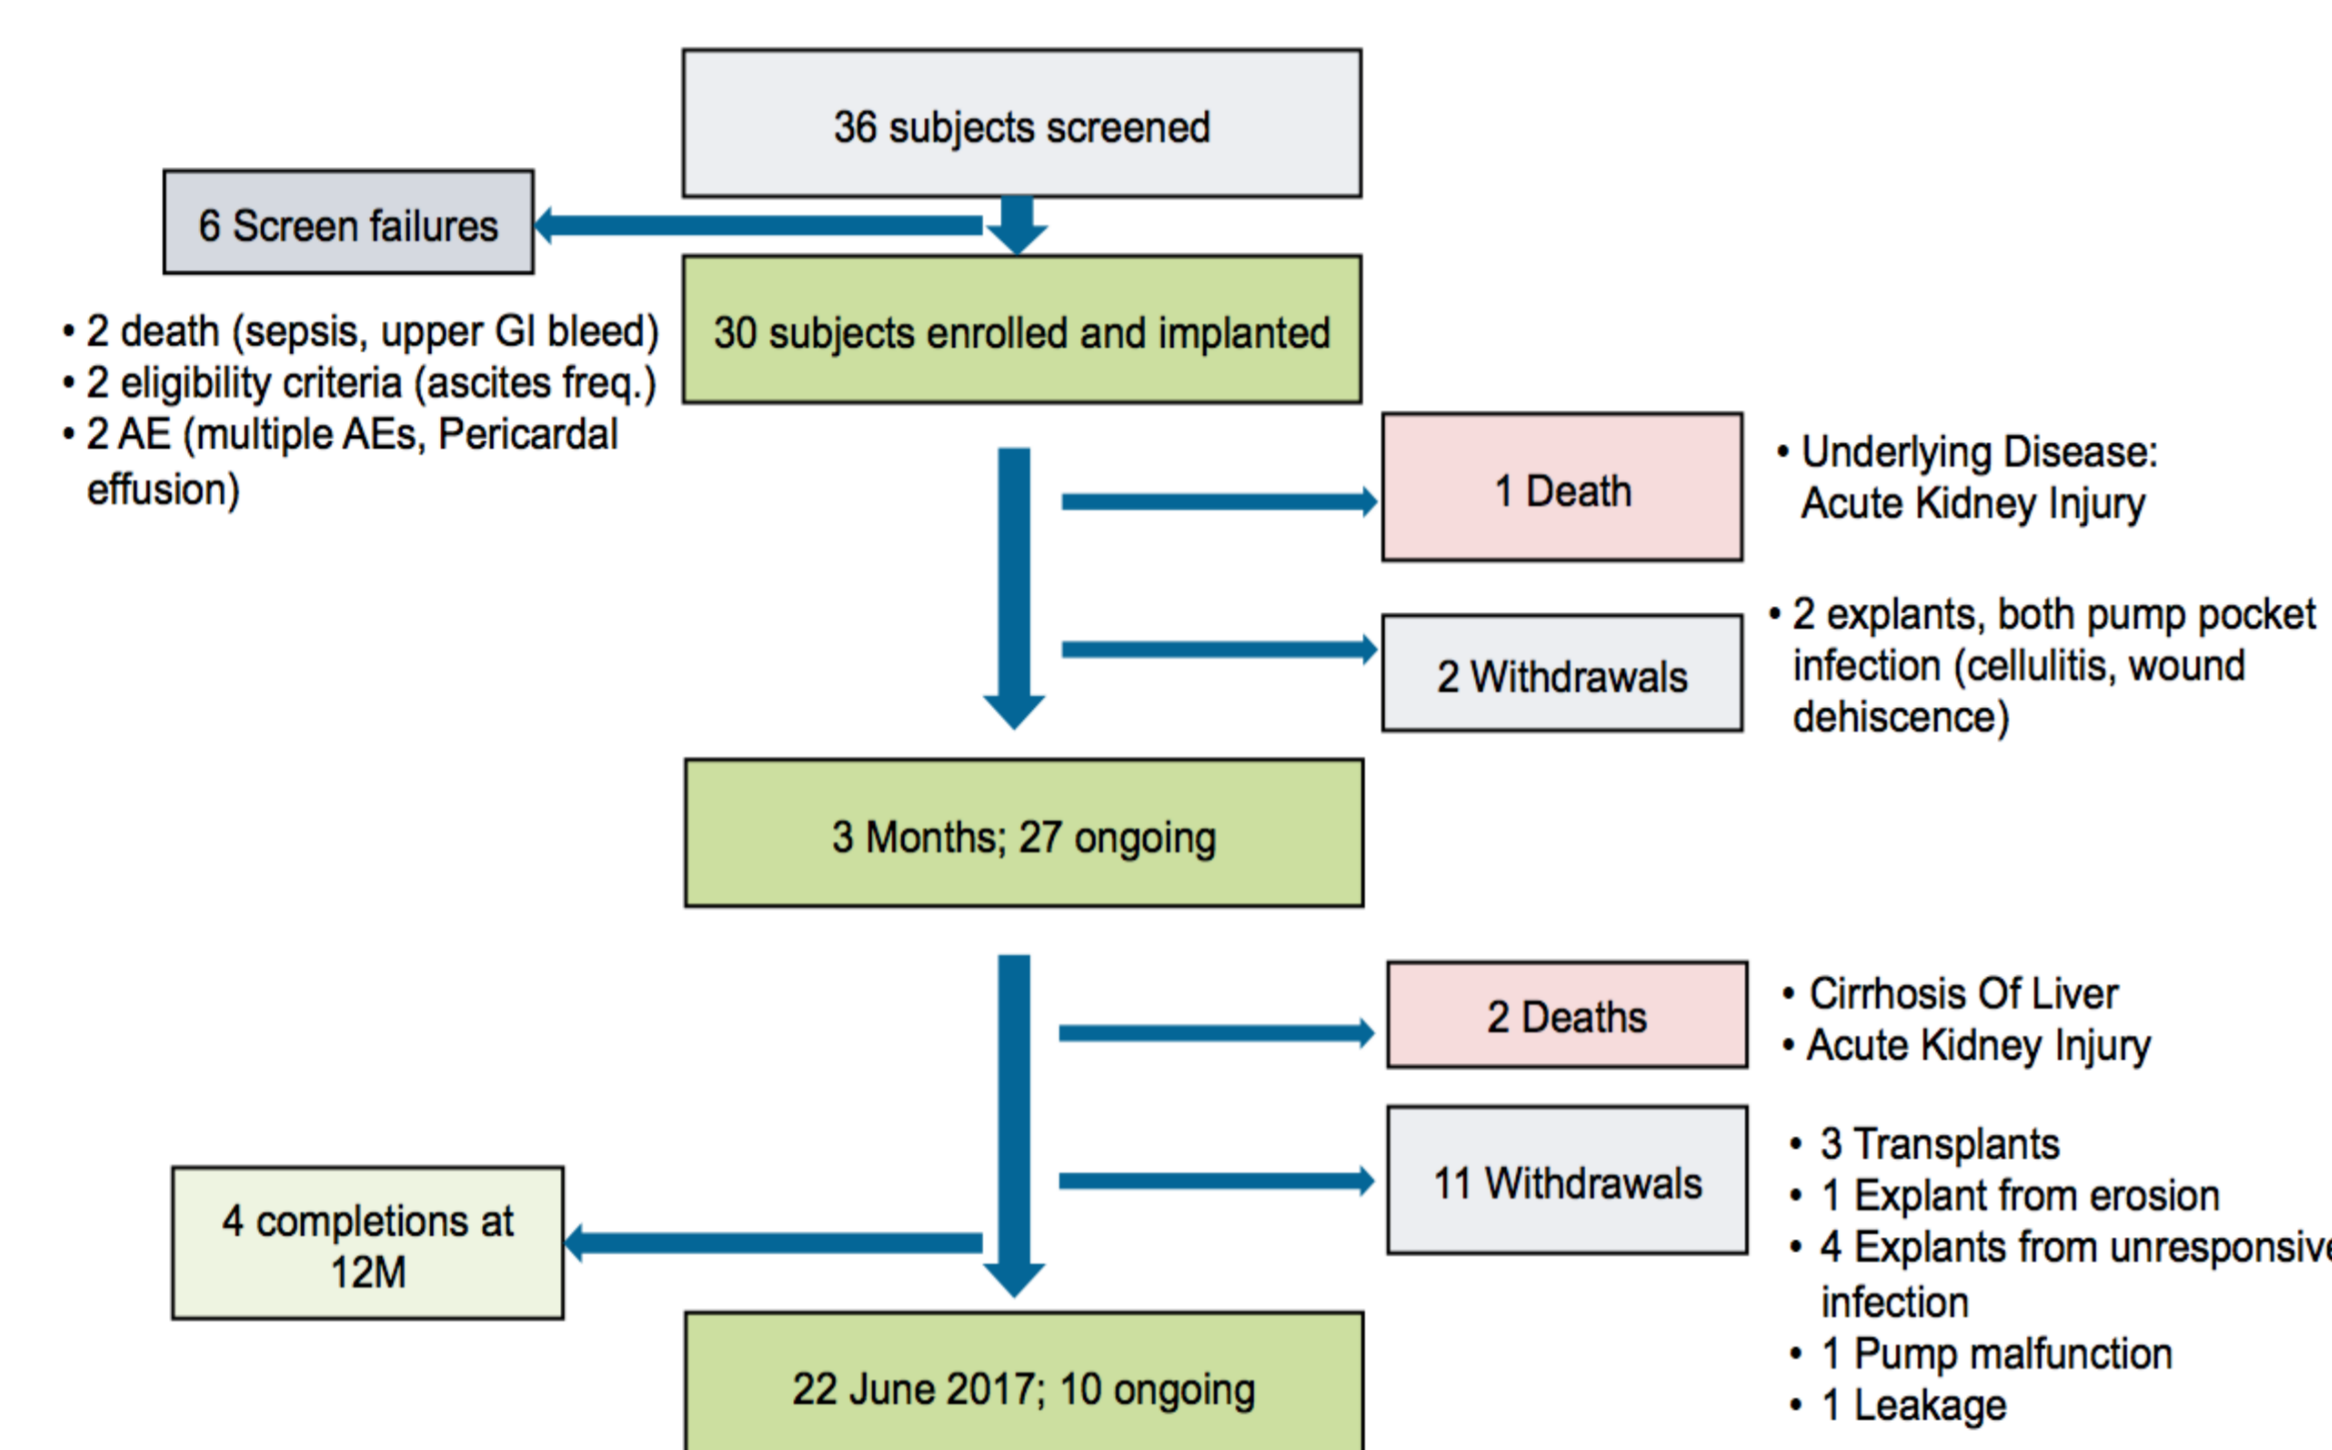 36 subjects screened
6 Screen failures
• 2 death (sepsis, upper GI bleed)
• 2 eligibility criteria (ascites freq.)
• 2 AE (multiple AEs, Pericardal
effusion)
30 subjects enrolled and implanted
1 Death
• Underlying Disease:
Acute Kidney Injury
2 Withdrawals
• 2 explants, both pump pocket
infection (cellulitis, wound
dehiscence)
3 Months; 27 ongoing
2 Deaths
• Cirrhosis Of Liver
• Acute Kidney Injury
11 Withdrawals
• 3 Transplants
• 1 Explant from erosion
• 4 Explants from unresponsive
infection
• 1 Pump malfunction
• 1 Leakage
4 completions at
12M
22 June 2017; 10 ongoing